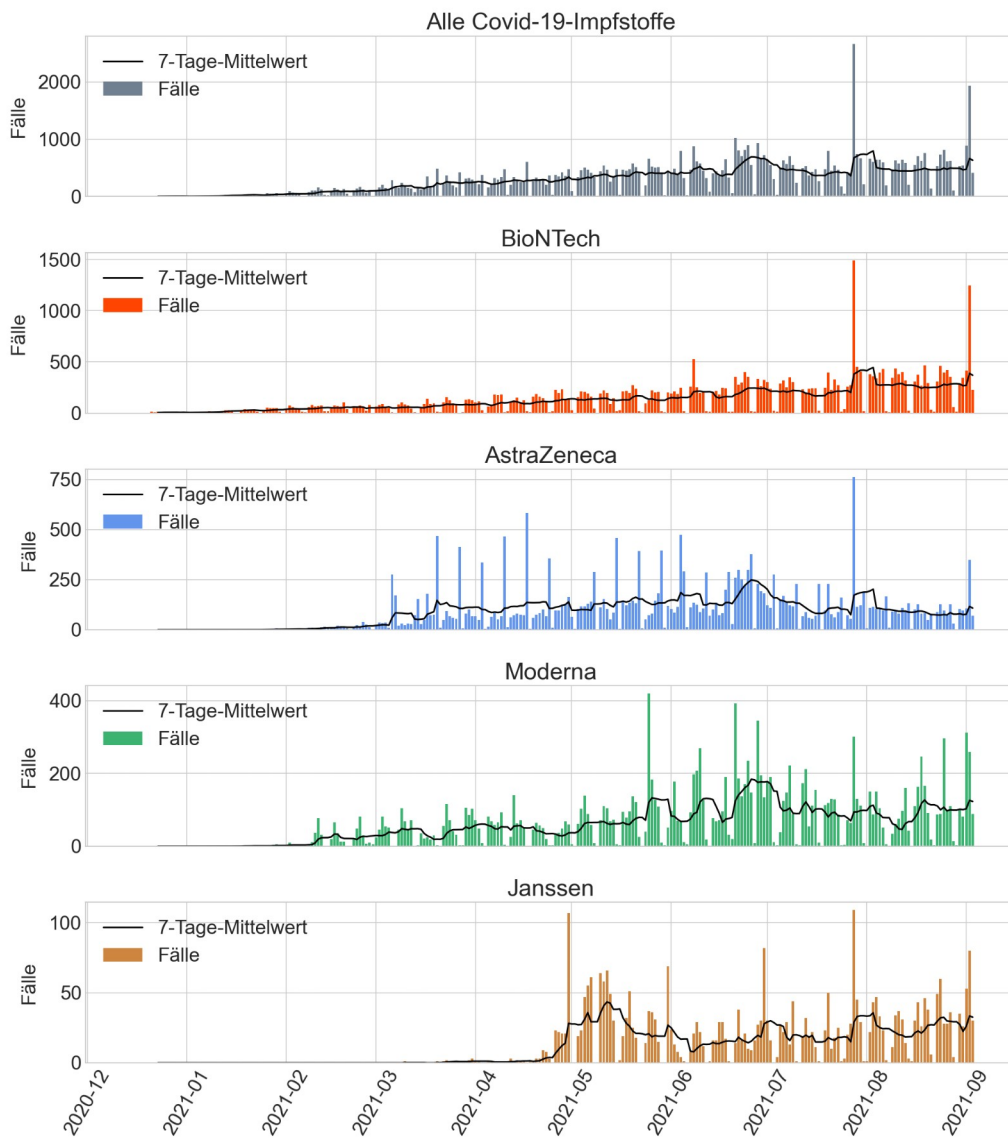 Alle Covid-19-Impfstoffe
7-Tage-Mittelwert
Fälle
Fälle
2000
1000
0
BioNTech
7-Tage-Mittelwert
Fälle
Fälle
1500
1000
500
0
AstraZeneca
7-Tage-Mittelwert
Fälle
Fälle
750
500
250
0
Moderna
7-Tage-Mittelwert
Fälle
Fälle
400
200
0
Janssen
7-Tage-Mittelwert
Fälle
Fälle
100
50
0
2020-12
2021-01
2021-02
2021-03
2021-04
2021-05
2021-06
2021-07
2021-08
2021-09